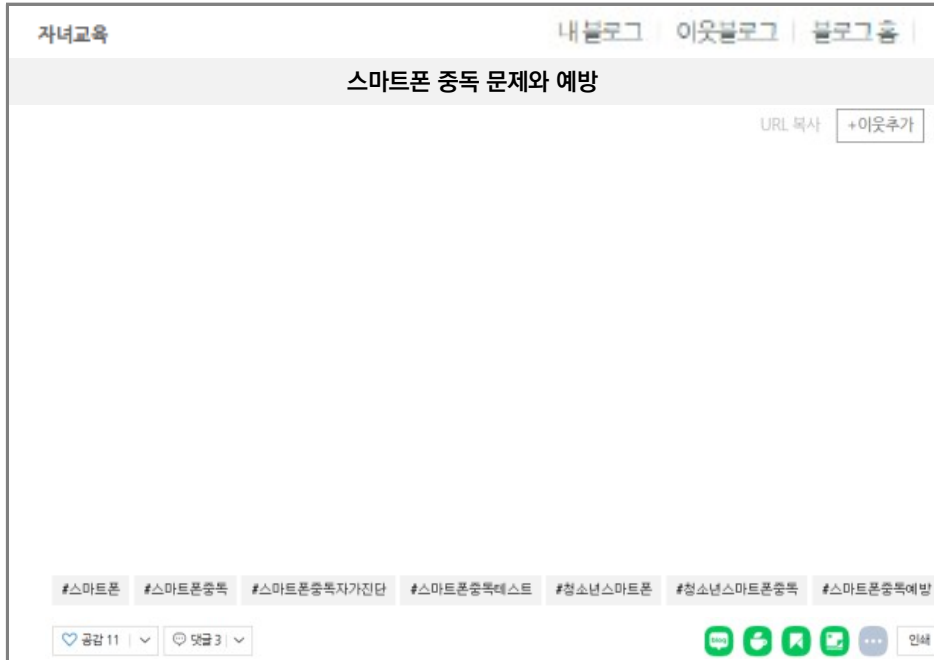 자녀교육 내 블로그 이웃블로그 블로그 홈
스마트폰 중독 문제와 예방
URL 복사 +이웃추가
#스마트폰 #스마트폰중독 #스마트폰중독자가진단 #스마트폰중독테스트 #청소년스마트폰 #청소년스마트폰중독 #스마트폰중독예방
공감 11 댓글 3 blog 인쇄